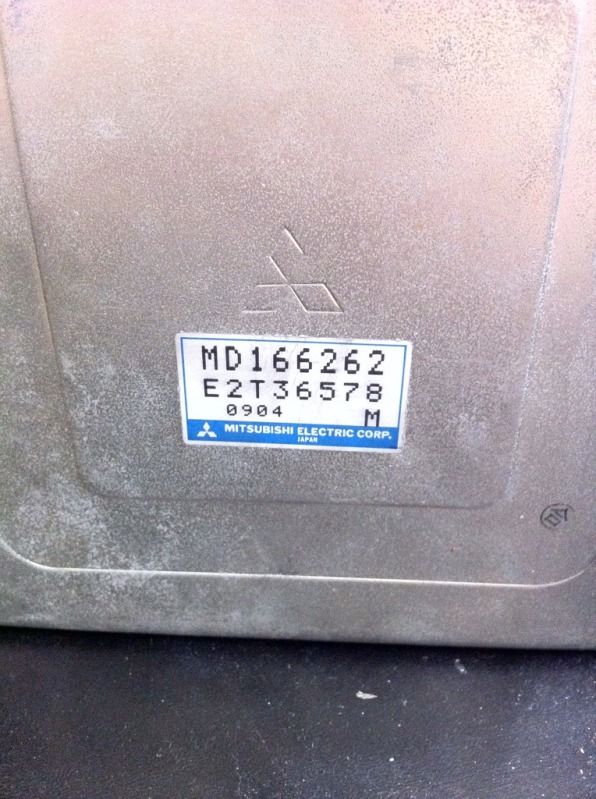 MD166262
E2T36578
0904 M
MITSUBISHI ELECTRIC CORP.
JAPAN